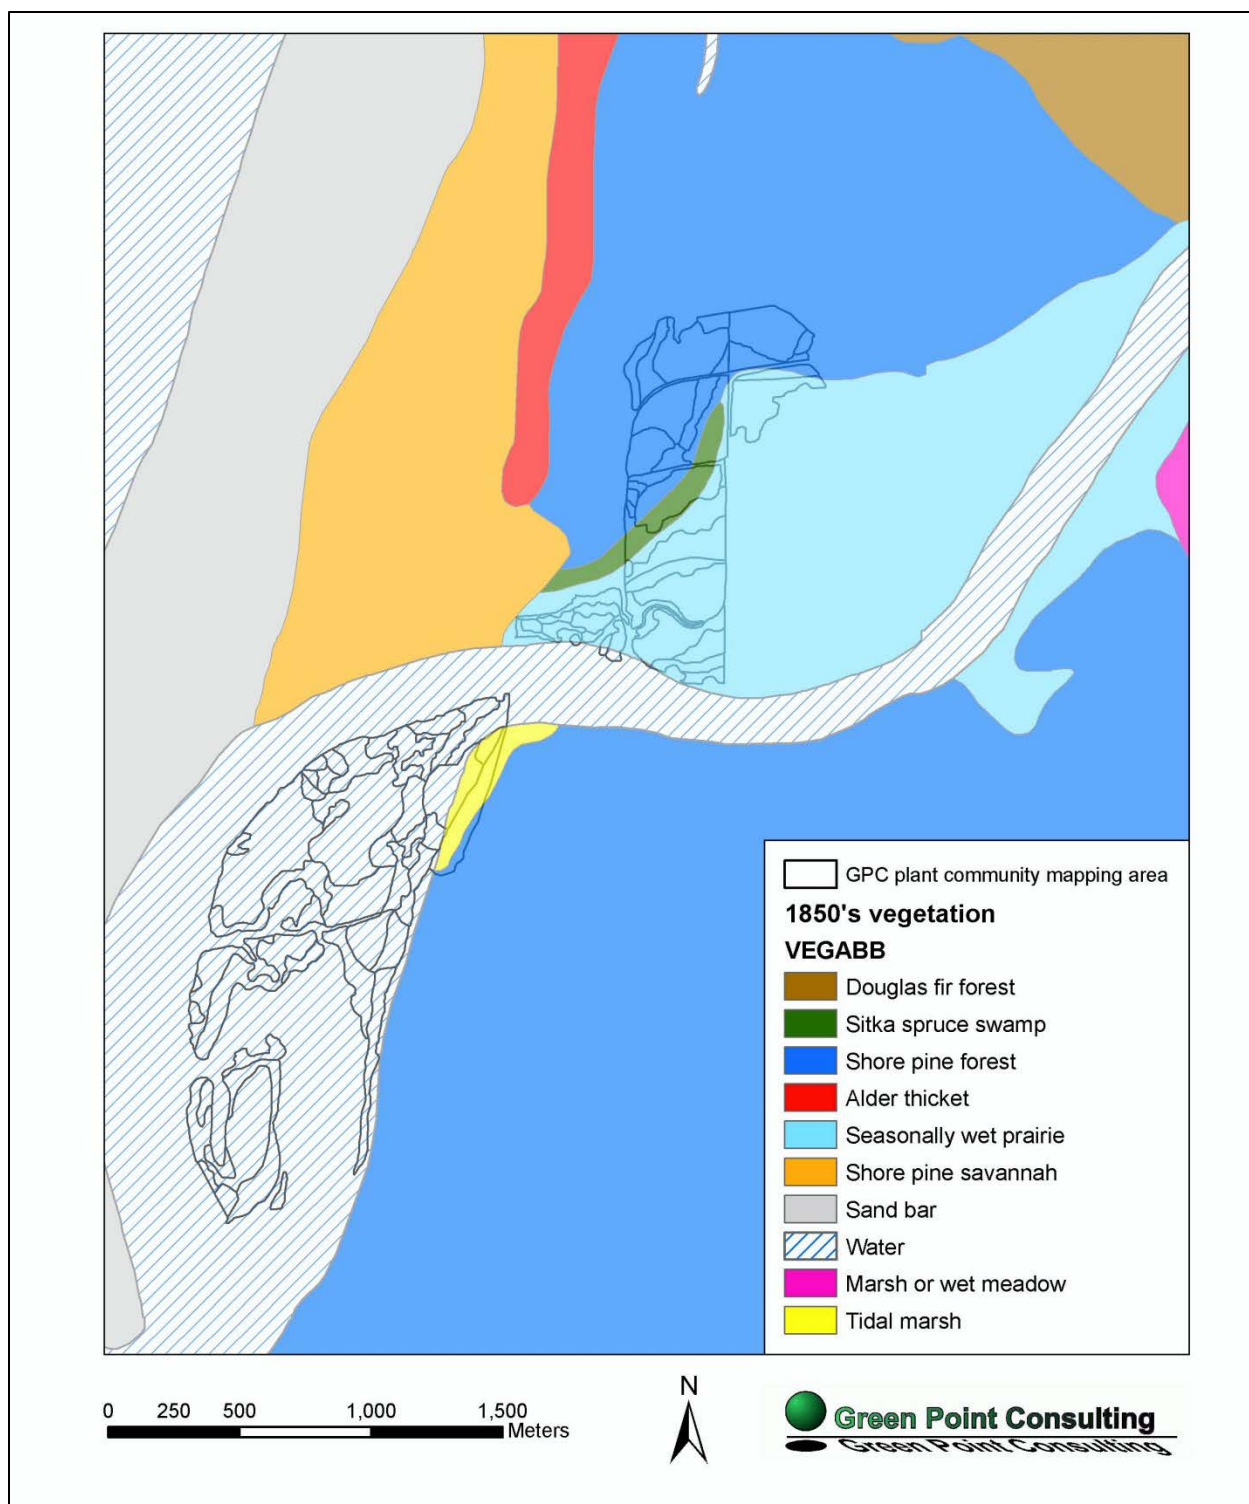 GPC plant community mapping area
1850's vegetation
VEGABB
Douglas fir forest
Sitka spruce swamp
Shore pine forest
Alder thicket
Seasonally wet prairie
Shore pine savannah
Sand bar
Water
Marsh or wet meadow
Tidal marsh
0 250 500 1,000 1,500
Meters
N
Green Point Consulting
Green Point Consulting